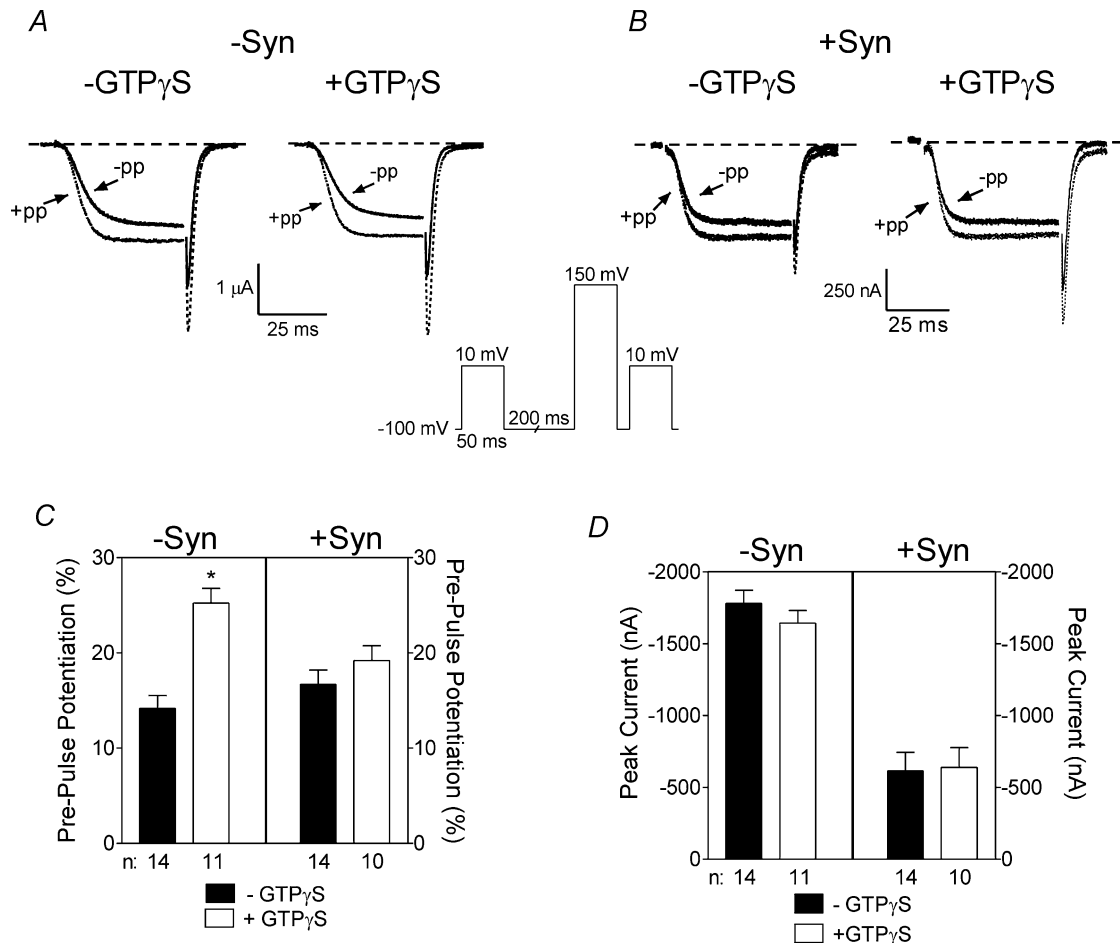 A
-Syn
-GTPγS
+GTPγS
-pp
+pp
-pp
+pp
1 μA
25 ms
B
+Syn
-GTPγS
+GTPγS
-pp
+pp
-pp
+pp
250 nA
25 ms
150 mV
10 mV
10 mV
-100 mV
200 ms
50 ms
C
-Syn
+Syn
Pre-Pulse Potentiation (%)
30
20
10
0
*
30
20
10
0
Pre-Pulse Potentiation (%)
n: 14 11 14 10
- GTPγS
+ GTPγS
D
-Syn
+Syn
Peak Current (nA)
-2000
-1500
-1000
-500
0
-2000
-1500
-1000
-500
0
Peak Current (nA)
n: 14 11 14 10
- GTPγS
+GTPγS